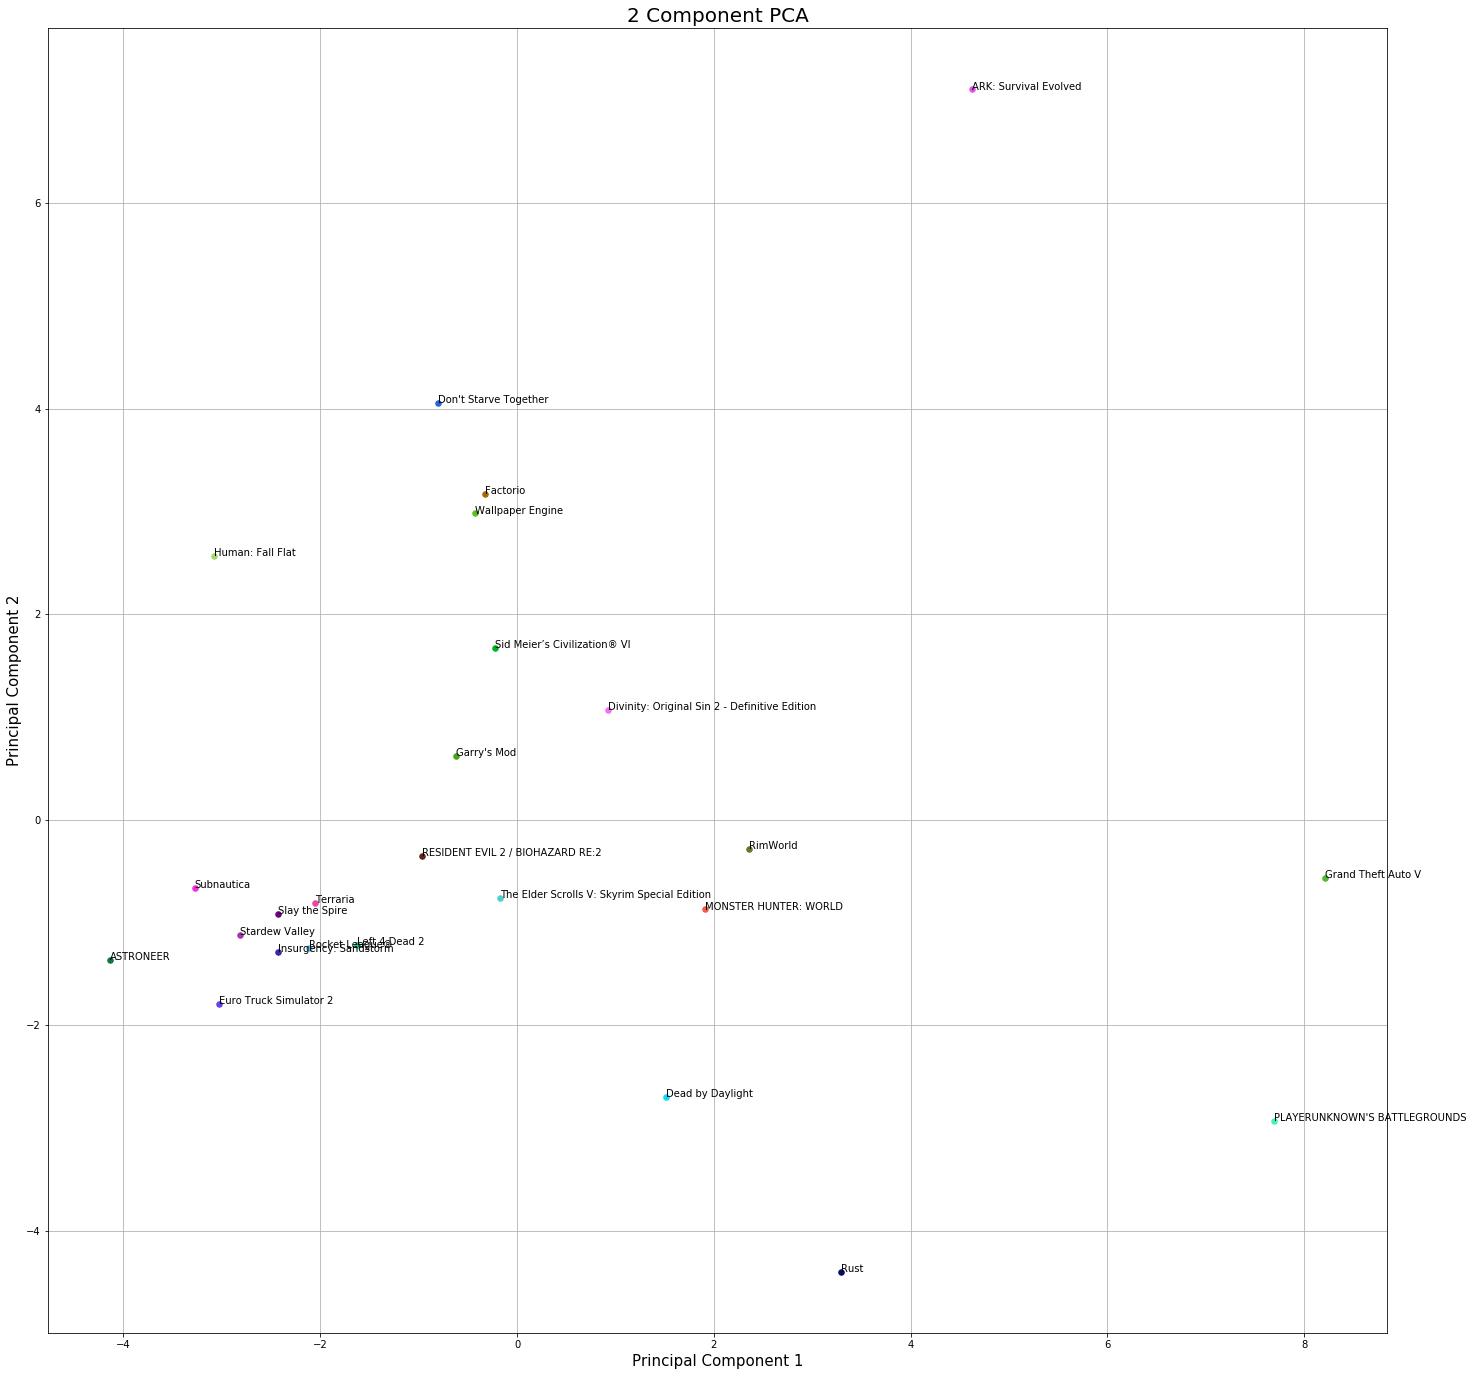 2 Component PCA
ARK: Survival Evolved
6
Don't Starve Together
4
Factorio
Wallpaper Engine
Human: Fall Flat
2
Sid Meier’s Civilization® VI
Divinity: Original Sin 2 - Definitive Edition
Garry's Mod
0
RimWorld
RESIDENT EVIL 2 / BIOHAZARD RE:2
Grand Theft Auto V
Subnautica
The Elder Scrolls V: Skyrim Special Edition
Terraria
MONSTER HUNTER: WORLD
Slay the Spire
Stardew Valley
Left 4 Dead 2
Rocket League®
Insurgency: Sandstorm
ASTRONEER
Euro Truck Simulator 2
−2
Dead by Daylight
PLAYERUNKNOWN'S BATTLEGROUNDS
−4
Rust
−4 −2 0 2 4 6 8
Principal Component 1
Principal Component 2